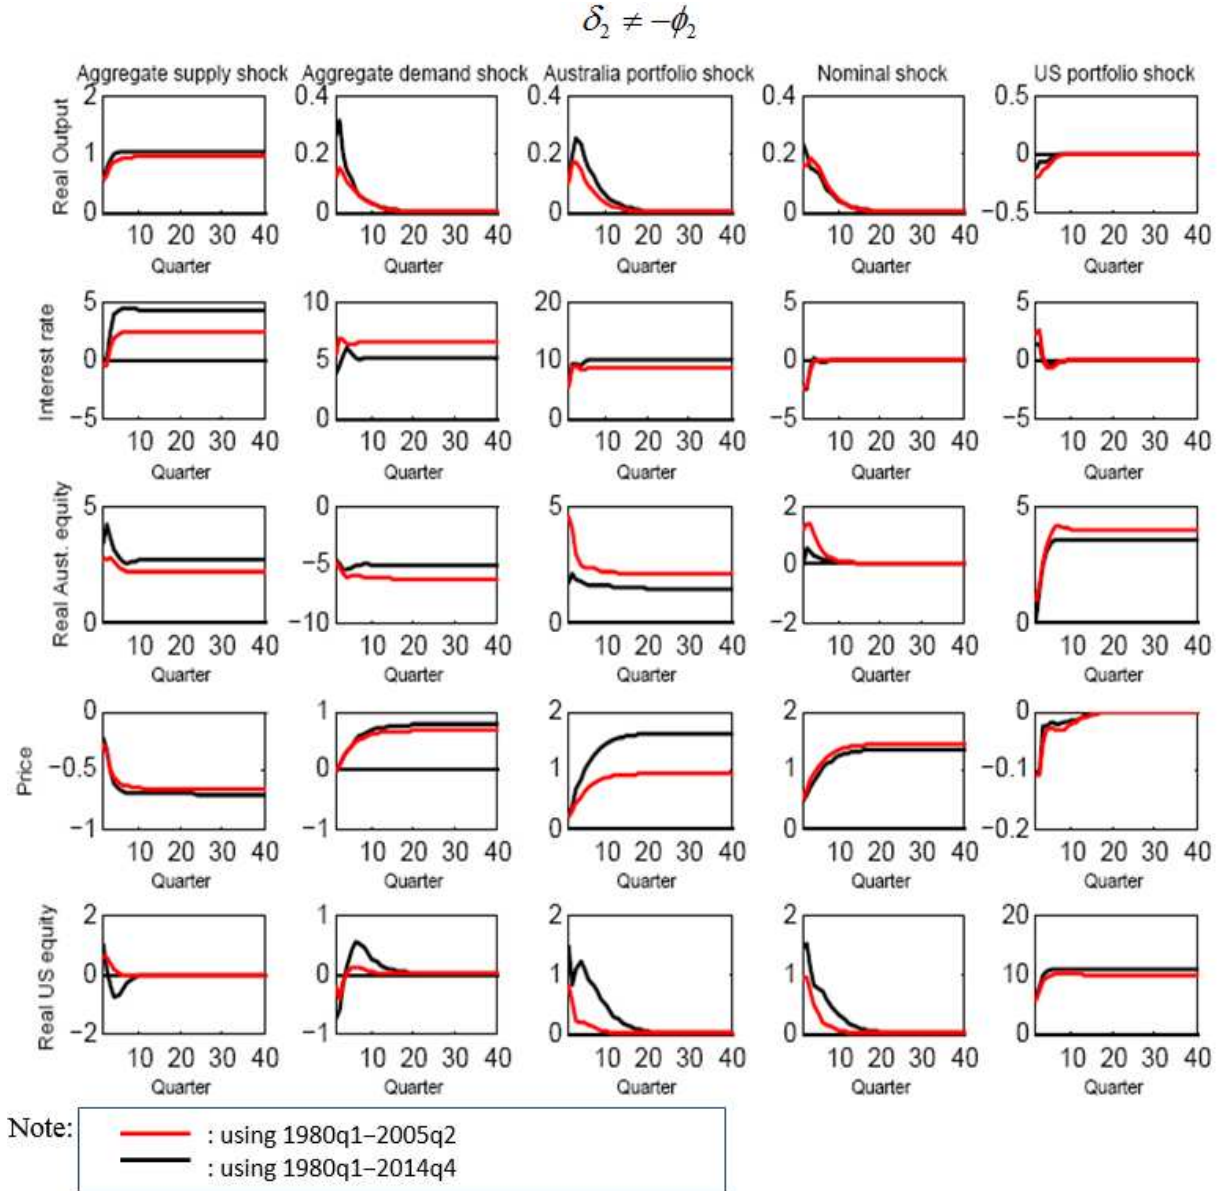 δ₂ ≠ −ϕ₂
Aggregate supply shock Aggregate demand shock Australia portfolio shock Nominal shock US portfolio shock
Real Output
2 1 0
0.4 0.2 0
0.4 0.2 0
0.4 0.2 0
0.5 0 −0.5
10 20 30 40 10 20 30 40 10 20 30 40 10 20 30 40 10 20 30 40
Quarter Quarter Quarter Quarter Quarter
Interest rate
5 0 −5
10 5 0
20 10 0
5 0 −5
5 0 −5
10 20 30 40 10 20 30 40 10 20 30 40 10 20 30 40 10 20 30 40
Quarter Quarter Quarter Quarter Quarter
Real Aust. equity
5 0
0 −5 −10
5 0
2 0 −2
5 0
10 20 30 40 10 20 30 40 10 20 30 40 10 20 30 40 10 20 30 40
Quarter Quarter Quarter Quarter Quarter
Price
0 −0.5 −1
1 0 −1
2 1 0
2 1 0
0 −0.1 −0.2
10 20 30 40 10 20 30 40 10 20 30 40 10 20 30 40 10 20 30 40
Quarter Quarter Quarter Quarter Quarter
Real US equity
2 0 −2
1 0 −1
2 1 0
2 1 0
20 10 0
10 20 30 40 10 20 30 40 10 20 30 40 10 20 30 40 10 20 30 40
Quarter Quarter Quarter Quarter Quarter
Note:
: using 1980q1–2005q2
: using 1980q1–2014q4